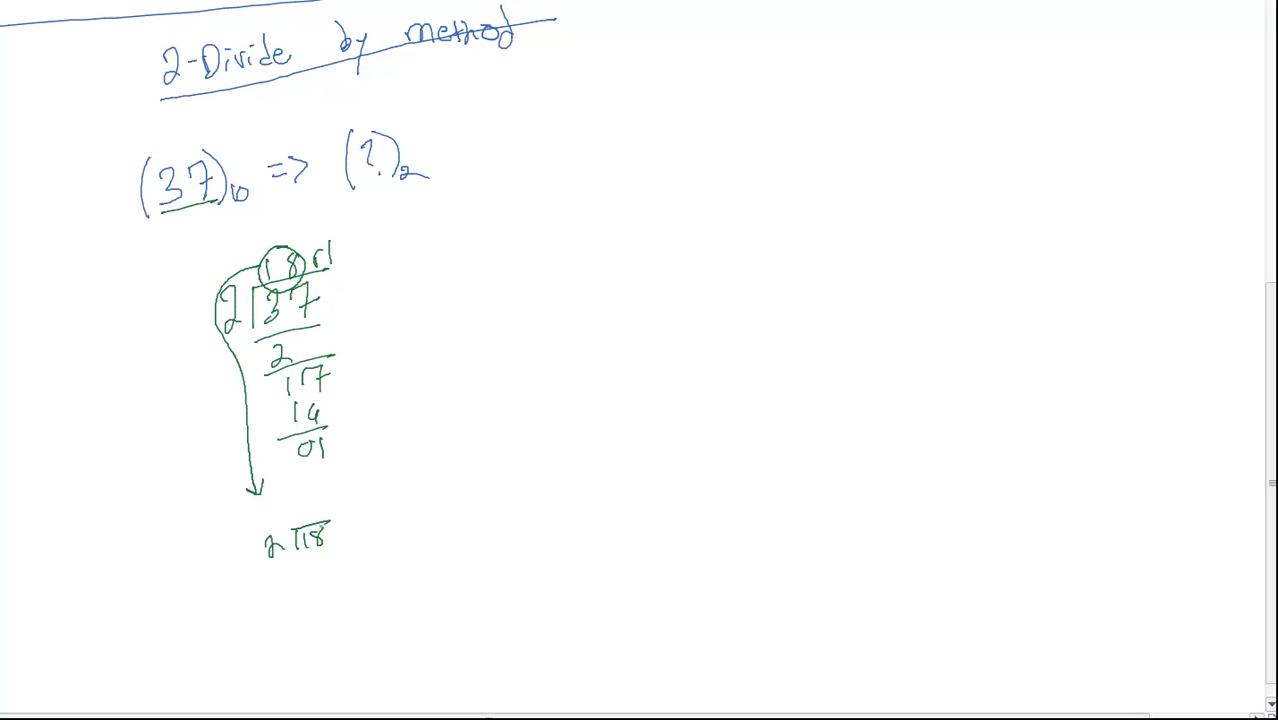 2-Divide by method
(37)10 => (?)2
18 r1
2 37
2
17
16
01
2 18